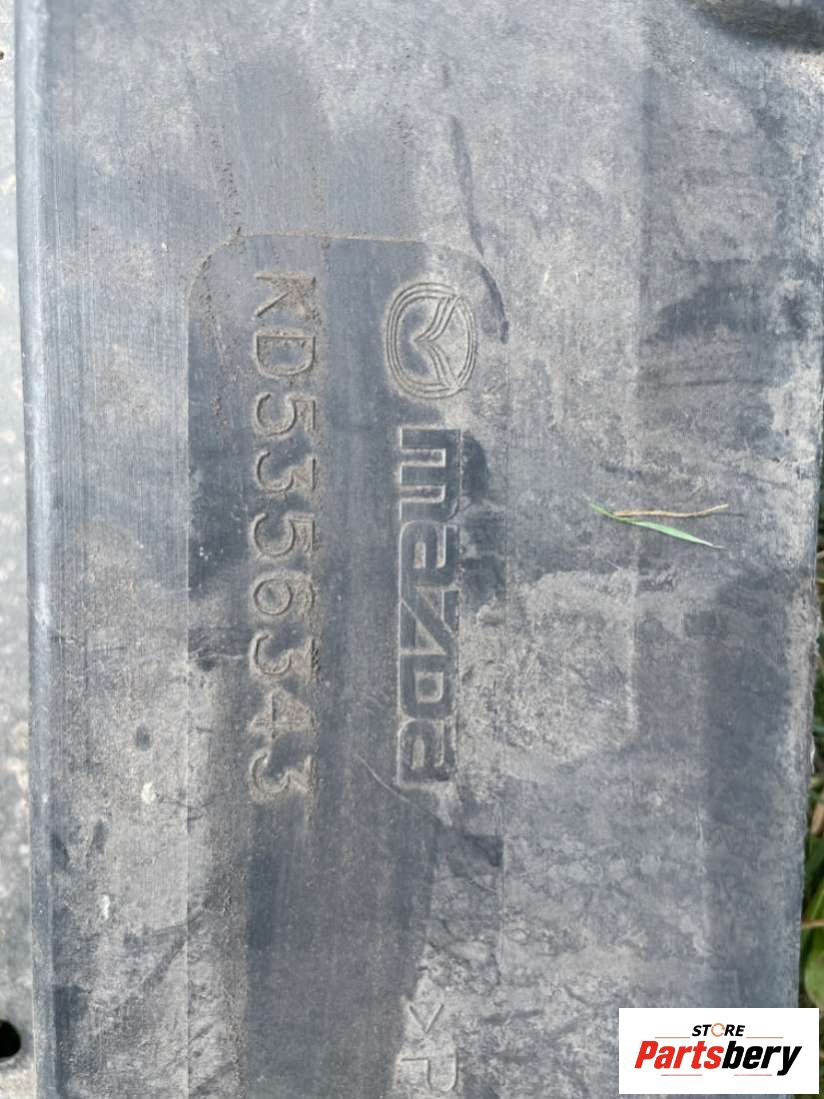 mazda
KD5356343
>P
STORE
Partsbery